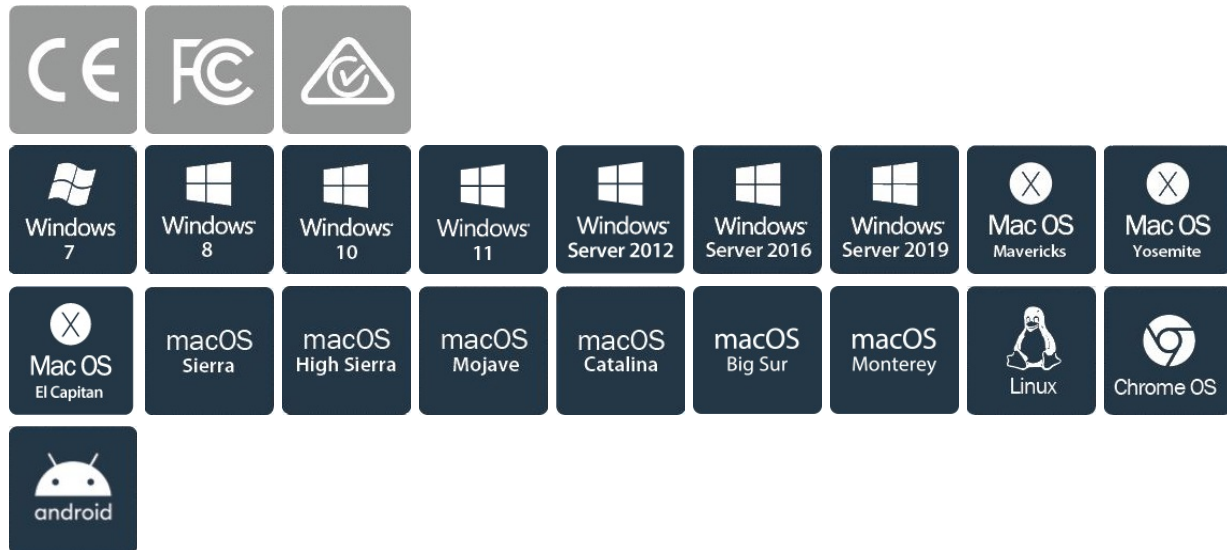 CE FC
Windows
7
Windows
8
Windows
10
Windows
11
Windows
Server 2012
Windows
Server 2016
Windows
Server 2019
X
Mac OS
Mavericks
X
Mac OS
Yosemite
X
Mac OS
El Capitan
macOS
Sierra
macOS
High Sierra
macOS
Mojave
macOS
Catalina
macOS
Big Sur
macOS
Monterey
Linux
Chrome OS
android